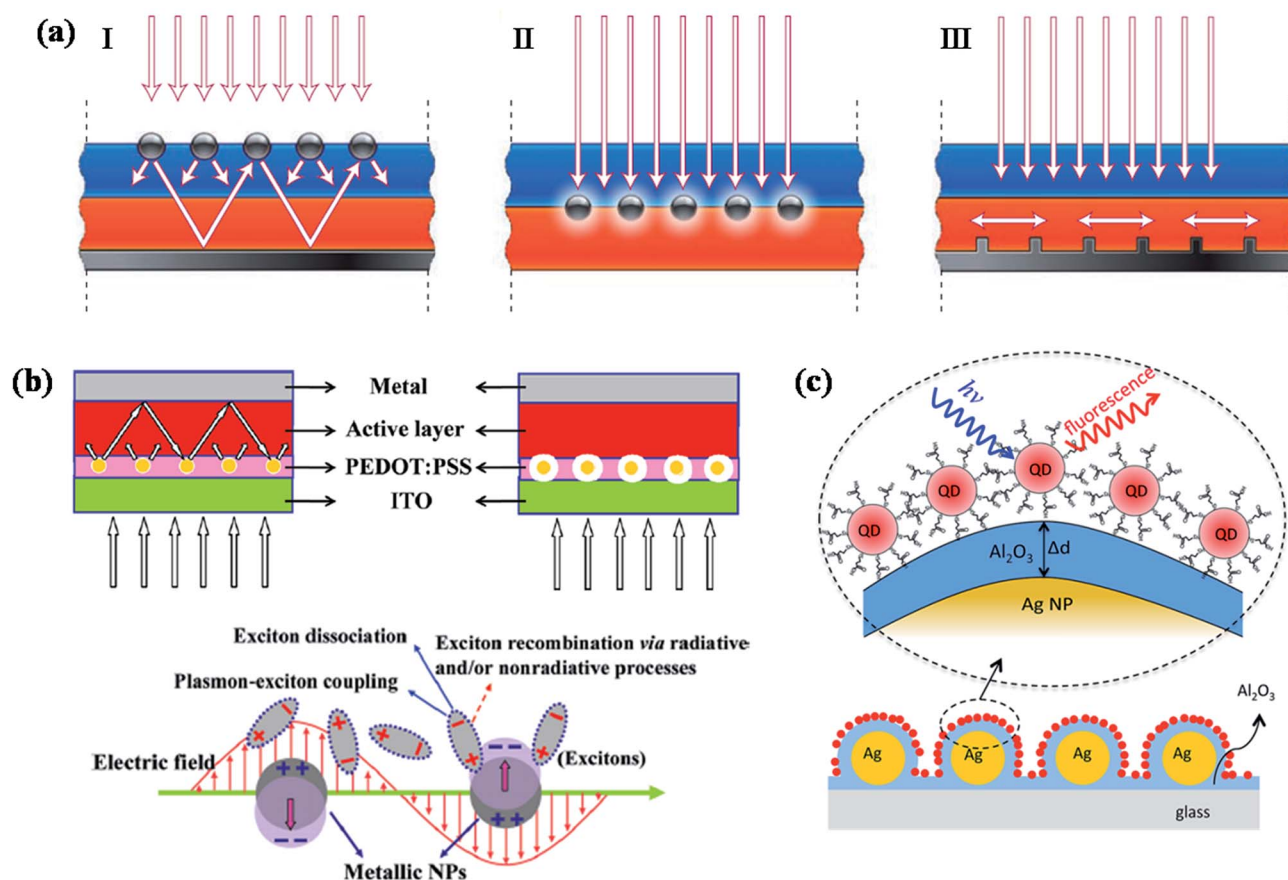 (a)
I
II
III
(b)
Metal
Active layer
PEDOT:PSS
ITO
Exciton dissociation
Exciton recombination via radiative
and/or nonradiative processes
Plasmon-exciton coupling
Electric field
(Excitons)
Metallic NPs
(c)
hν
fluorescence
QD
QD
QD
QD
QD
Al₂O₃
Δd
Ag NP
Al₂O₃
Ag
Ag
Ag
Ag
glass